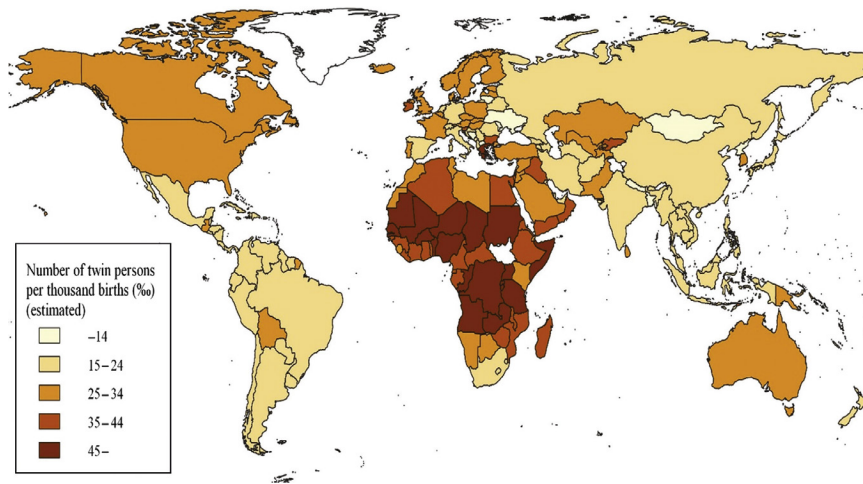 Number of twin persons
per thousand births (‰)
(estimated)
–14
15–24
25–34
35–44
45–